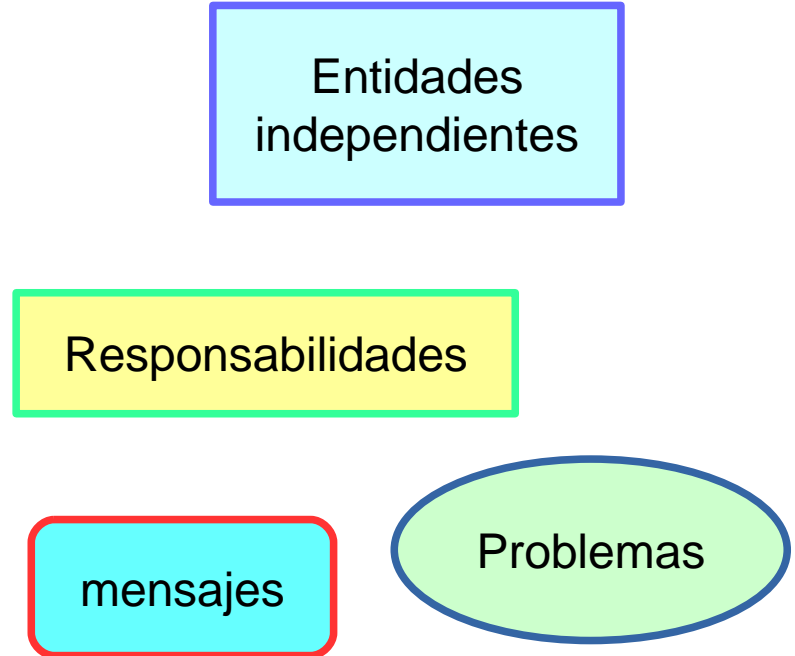 Entidades
independientes
Responsabilidades
Problemas
mensajes